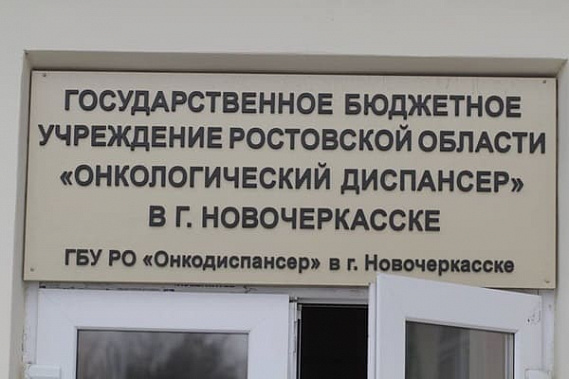 ГОСУДАРСТВЕННОЕ БЮДЖЕТНОЕ
УЧРЕЖДЕНИЕ РОСТОВСКОЙ ОБЛАСТИ
«ОНКОЛОГИЧЕСКИЙ ДИСПАНСЕР»
В Г. НОВОЧЕРКАССКЕ
ГБУ РО «Онкодиспансер» в г. Новочеркасске